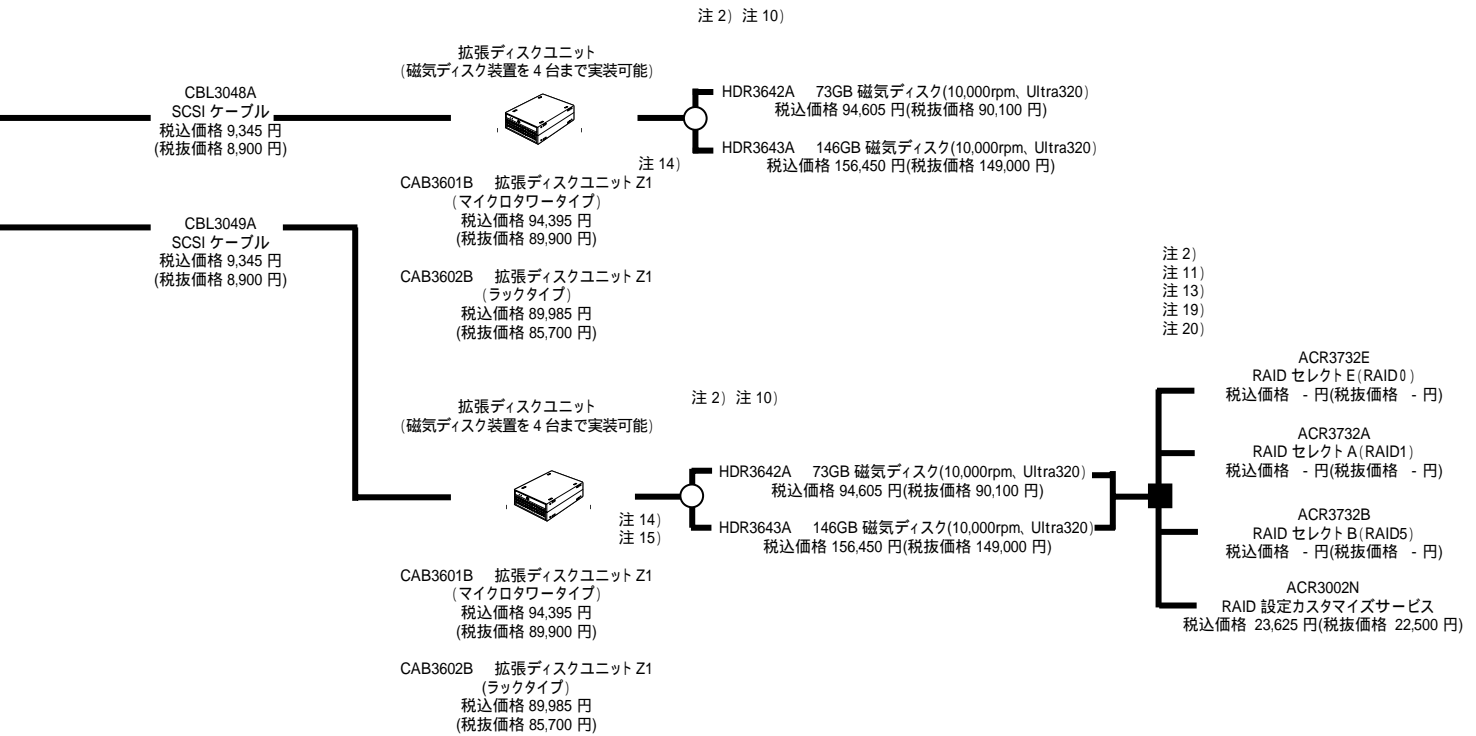 注 2) 注 10)
拡張ディスクユニット
(磁気ディスク装置を 4 台まで実装可能)
CBL3048A
SCSI ケーブル
税込価格 9,345 円
(税抜価格 8,900 円)
HDR3642A 73GB 磁気ディスク(10,000rpm、Ultra320)
税込価格 94,605 円(税抜価格 90,100 円)
HDR3643A 146GB 磁気ディスク(10,000rpm、Ultra320)
税込価格 156,450 円(税抜価格 149,000 円)
注 14)
CAB3601B 拡張ディスクユニット Z1
(マイクロタワータイプ)
税込価格 94,395 円
(税抜価格 89,900 円)
CBL3049A
SCSI ケーブル
税込価格 9,345 円
(税抜価格 8,900 円)
CAB3602B 拡張ディスクユニット Z1
(ラックタイプ)
税込価格 89,985 円
(税抜価格 85,700 円)
注 2)
注 11)
注 13)
注 19)
注 20)
拡張ディスクユニット
(磁気ディスク装置を 4 台まで実装可能)
注 2) 注 10)
HDR3642A 73GB 磁気ディスク(10,000rpm、Ultra320)
税込価格 94,605 円(税抜価格 90,100 円)
HDR3643A 146GB 磁気ディスク(10,000rpm、Ultra320)
税込価格 156,450 円(税抜価格 149,000 円)
注 14)
注 15)
CAB3601B 拡張ディスクユニット Z1
(マイクロタワータイプ)
税込価格 94,395 円
(税抜価格 89,900 円)
CAB3602B 拡張ディスクユニット Z1
(ラックタイプ)
税込価格 89,985 円
(税抜価格 85,700 円)
ACR3732E
RAID セレクト E(RAID0)
税込価格 - 円(税抜価格 - 円)
ACR3732A
RAID セレクト A(RAID1)
税込価格 - 円(税抜価格 - 円)
ACR3732B
RAID セレクト B(RAID5)
税込価格 - 円(税抜価格 - 円)
ACR3002N
RAID 設定カスタマイズサービス
税込価格 23,625 円(税抜価格 22,500 円)